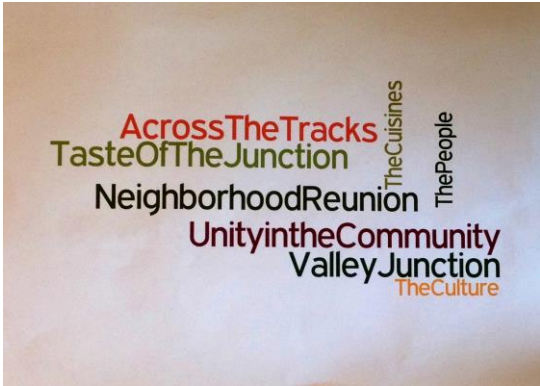 AcrossTheTracks
TasteOfTheJunction
TheCuisines
ThePeople
NeighborhoodReunion
UnityintheCommunity
ValleyJunction
TheCulture